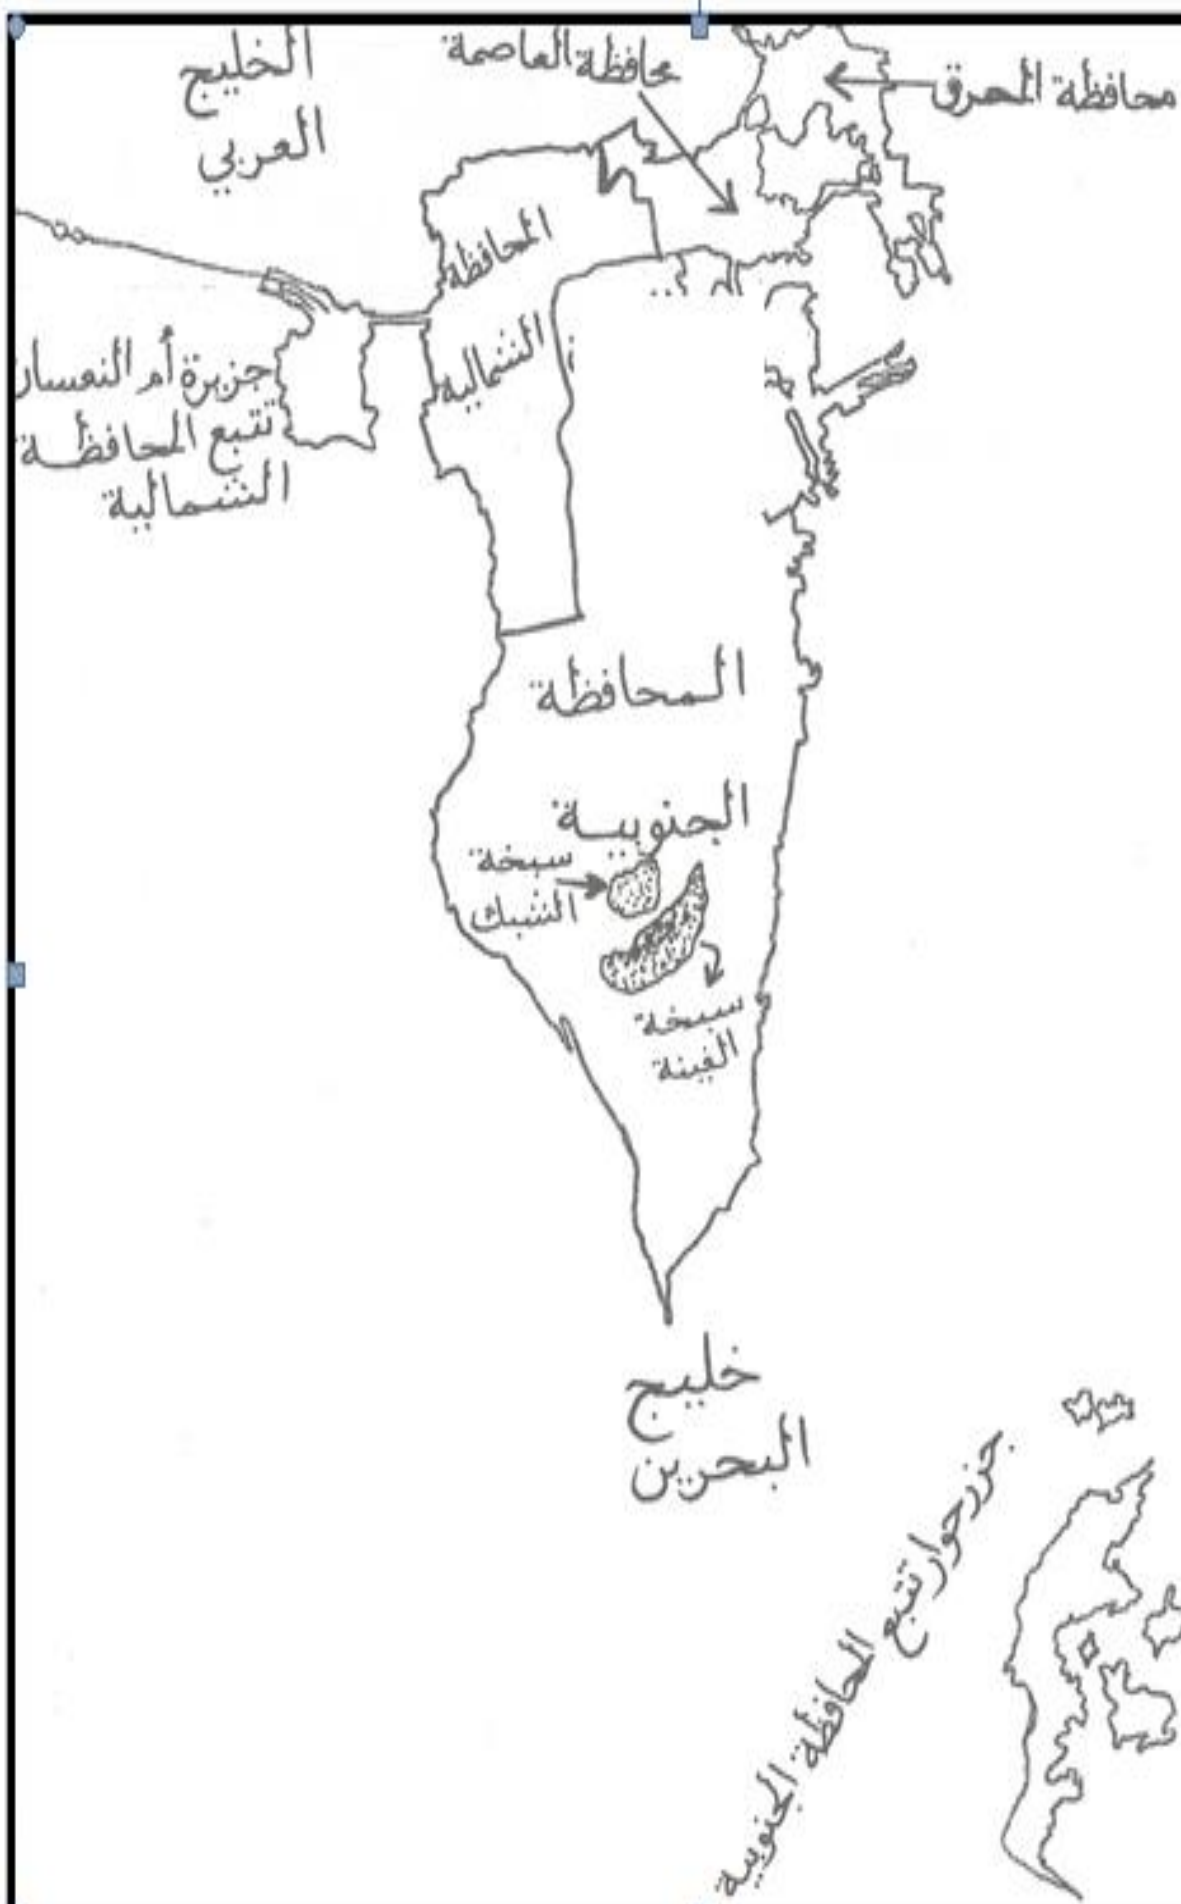 الخليج
العربي
محافظة العاصمة
محافظة المحرق
المحافظة
الشمالية
جزيرة أم النعسان
تتبع المحافظة
الشمالية
المحافظة
الجنوبية
سبخة
الشبك
سبخة
الفينة
خليج
البحرين
جزر حوار تتبع المحافظة الجنوبية